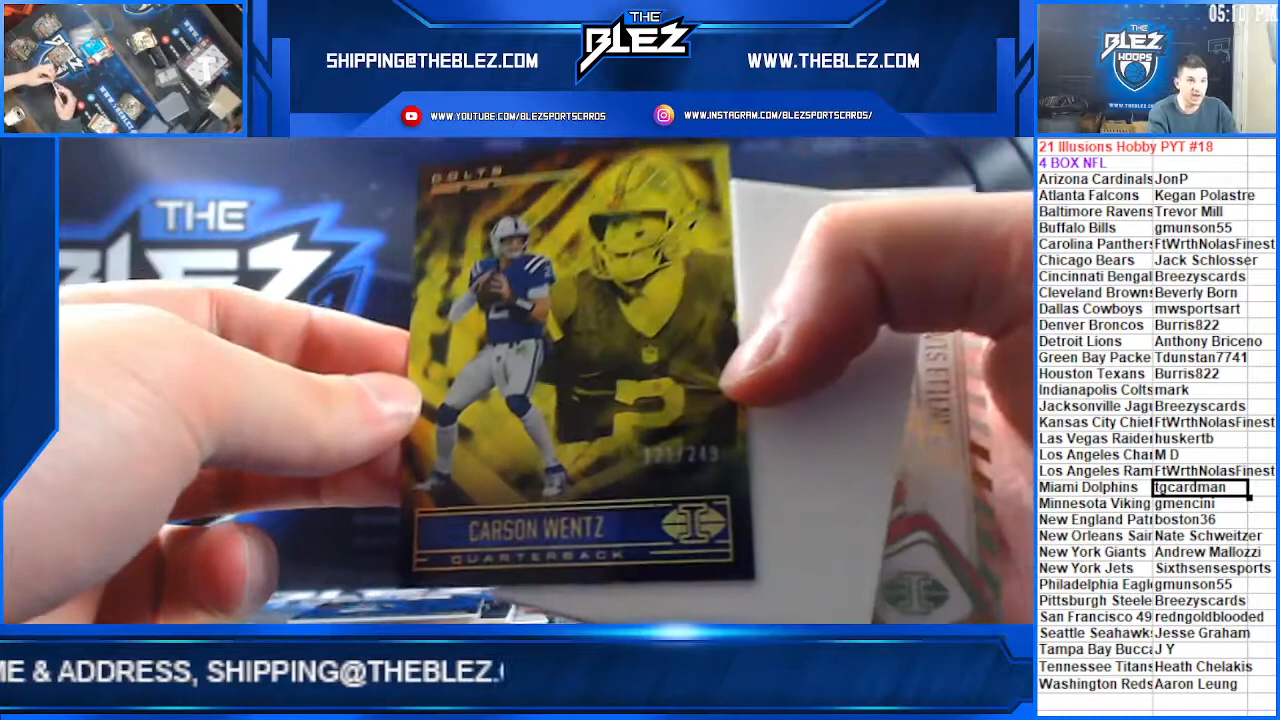 05:10 PM
THE
BLEZ
SHIPPING@THEBLEZ.COM
WWW.THEBLEZ.COM
WWW.YOUTUBE.COM/BLEZSPORTSCARDS
WWW.INSTAGRAM.COM/BLEZSPORTSCARDS/
THE
BLEZ
HOOPS
THE
BLEZ
COLTS
2
2
121/249
CARSON WENTZ
QUARTERBACK
ME & ADDRESS, SHIPPING@THEBLEZ.
21 Illusions Hobby PYT #18
4 BOX NFL
Arizona Cardinals JonP
Atlanta Falcons Kegan Polastre
Baltimore Ravens Trevor Mill
Buffalo Bills gmunson55
Carolina Panthers FtWrthNolasFinest
Chicago Bears Jack Schlosser
Cincinnati Bengal Breezyscards
Cleveland Browns Beverly Born
Dallas Cowboys mwsportsart
Denver Broncos Burris822
Detroit Lions Anthony Briceno
Green Bay Packe Tdunstan7741
Houston Texans Burris822
Indianapolis Colts mark
Jacksonville Jagu Breezyscards
Kansas City Chief FtWrthNolasFinest
Las Vegas Raider huskertb
Los Angeles Cha M D
Los Angeles Ram FtWrthNolasFinest
Miami Dolphins tgcardman
Minnesota Viking gmencini
New England Patr boston36
New Orleans Sain Nate Schweitzer
New York Giants Andrew Mallozzi
New York Jets Sixthsensesports
Philadelphia Eagl gmunson55
Pittsburgh Steele Breezyscards
San Francisco 49 redngoldblooded
Seattle Seahawk Jesse Graham
Tampa Bay Bucca J Y
Tennessee Titans Heath Chelakis
Washington Reds Aaron Leung